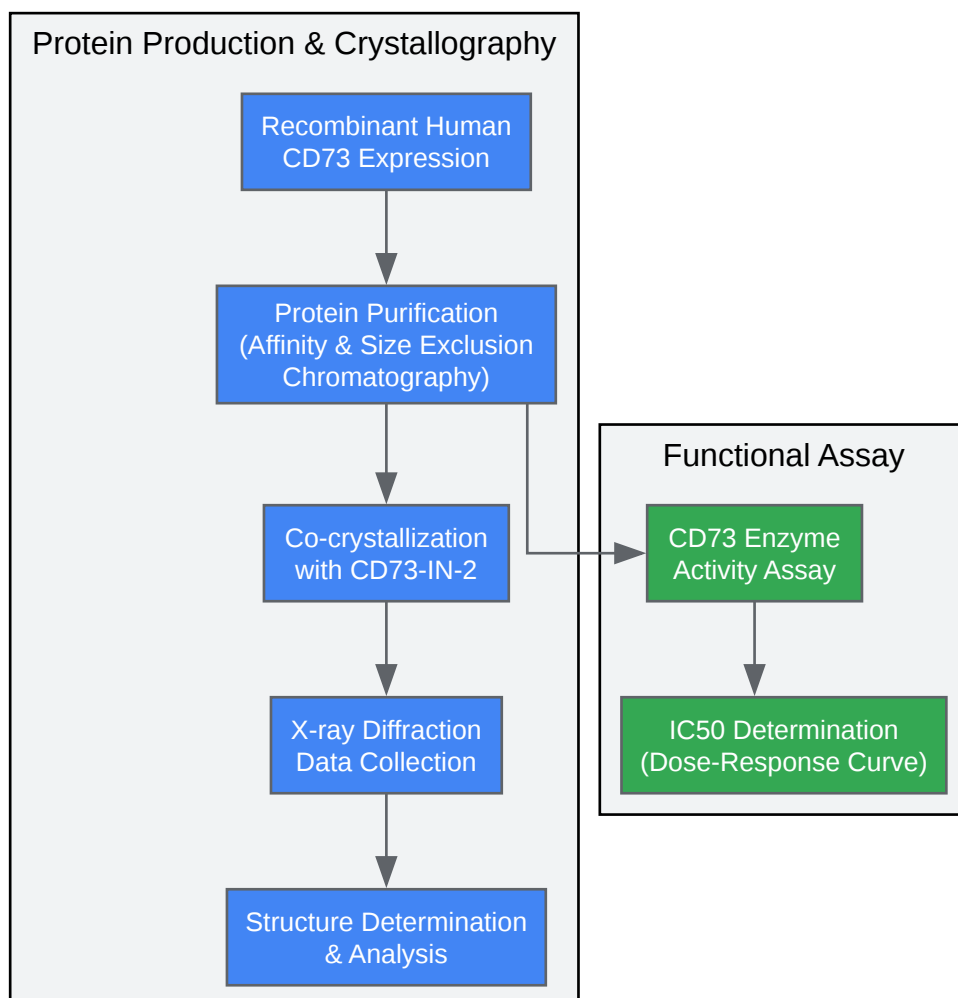 Protein Production & Crystallography
Recombinant Human
CD73 Expression
Protein Purification
(Affinity & Size Exclusion
Chromatography)
Co-crystallization
with CD73-IN-2
X-ray Diffraction
Data Collection
Structure Determination
& Analysis
Functional Assay
CD73 Enzyme
Activity Assay
IC50 Determination
(Dose-Response Curve)